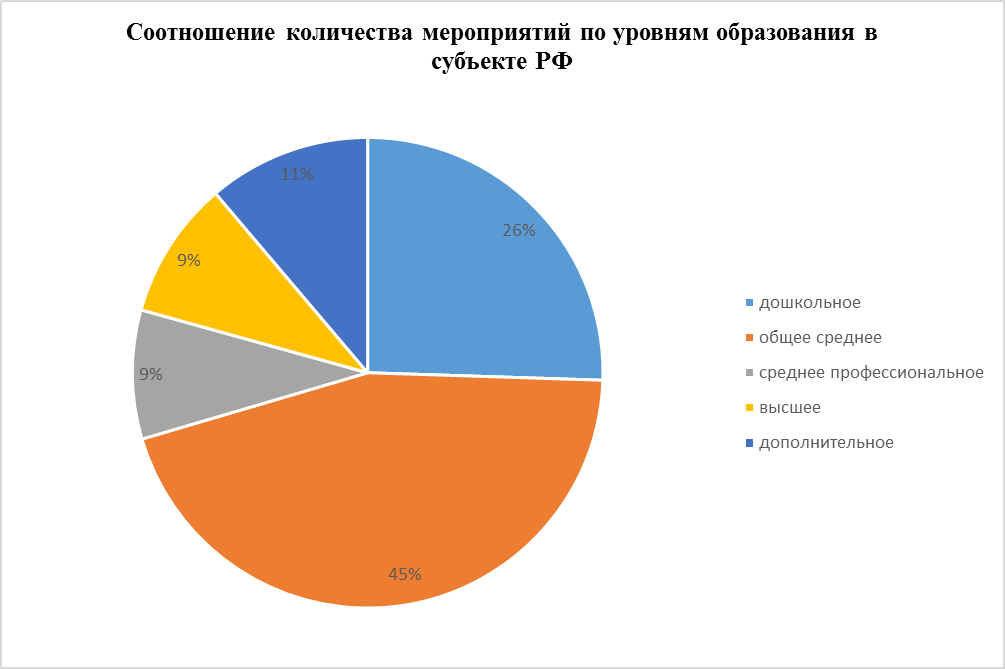 Соотношение количества мероприятий по уровням образования в
субъекте РФ
11%
26%
9%
9%
45%
дошкольное
общее среднее
среднее профессиональное
высшее
дополнительное